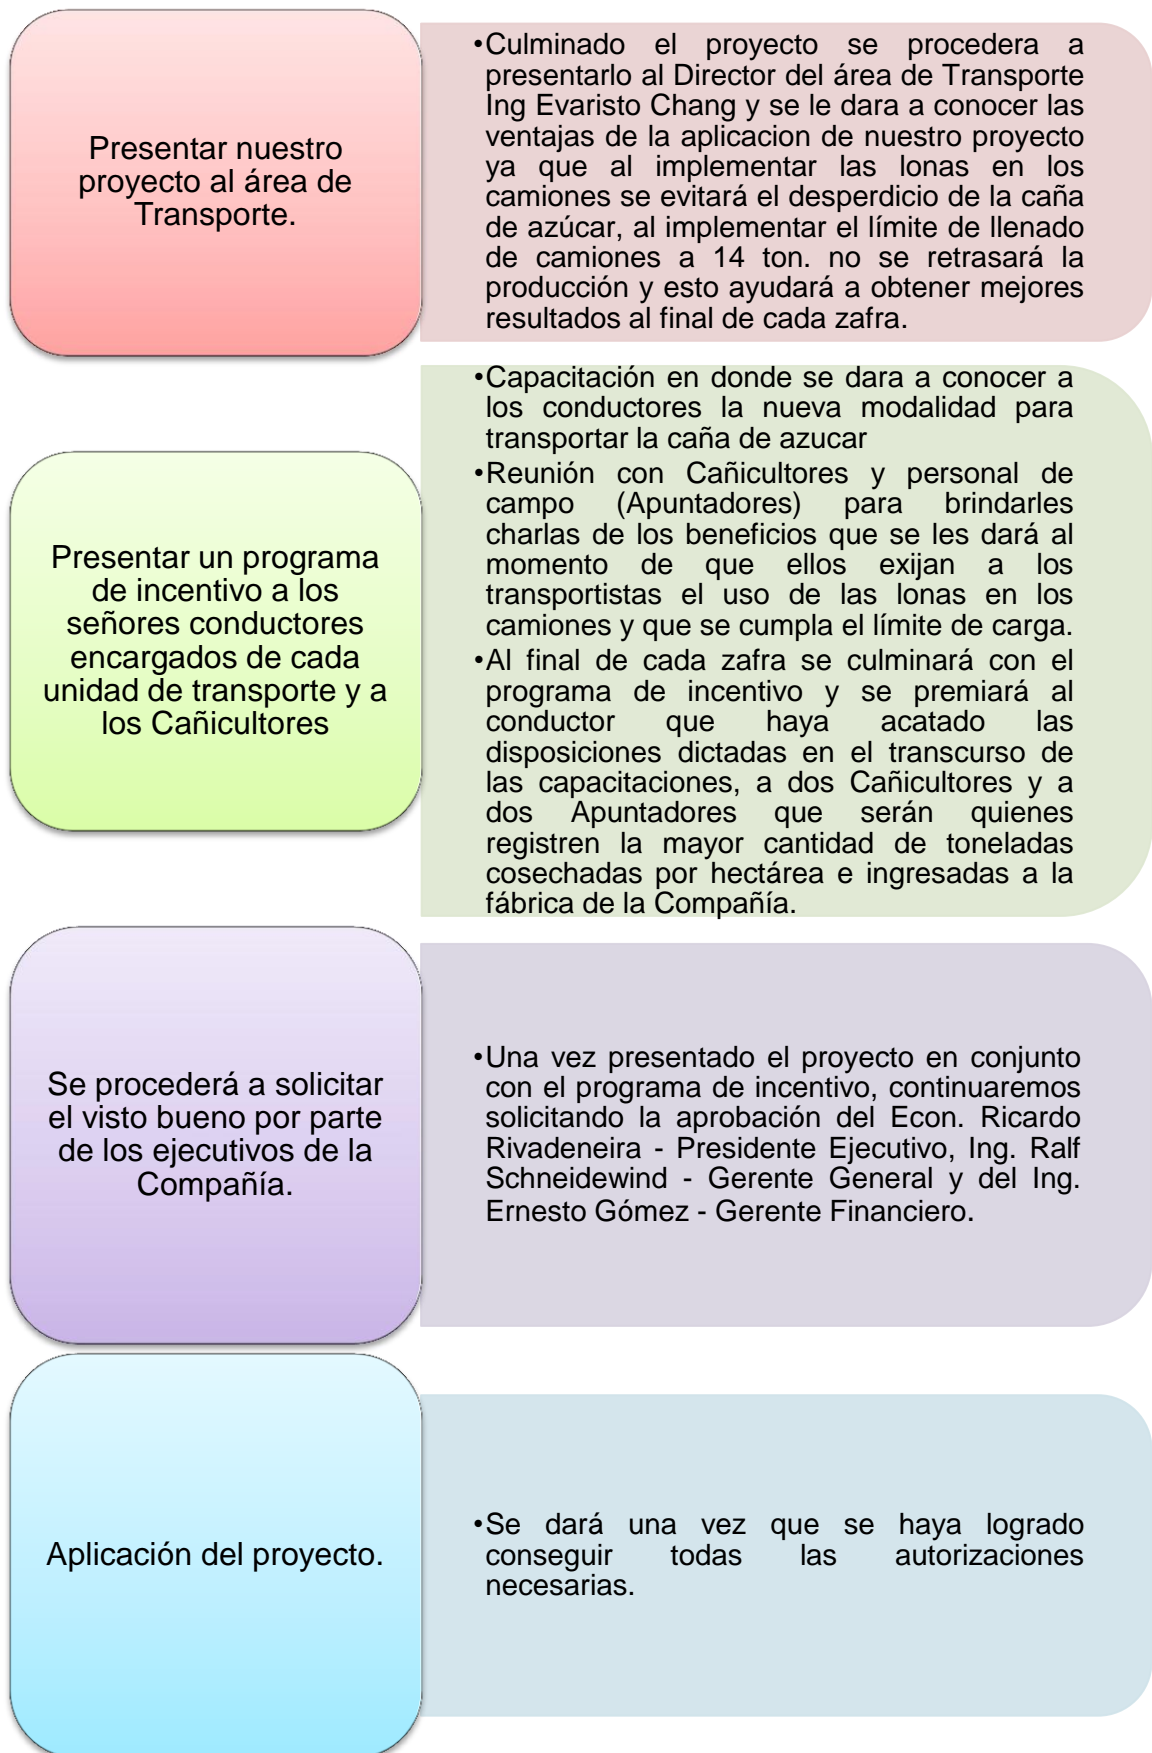 Presentar nuestro
proyecto al área de
Transporte.
•Culminado el proyecto se procedera a
presentarlo al Director del área de Transporte
Ing Evaristo Chang y se le dara a conocer las
ventajas de la aplicacion de nuestro proyecto
ya que al implementar las lonas en los
camiones se evitará el desperdicio de la caña
de azúcar, al implementar el límite de llenado
de camiones a 14 ton. no se retrasará la
producción y esto ayudará a obtener mejores
resultados al final de cada zafra.
Presentar un programa
de incentivo a los
señores conductores
encargados de cada
unidad de transporte y a
los Cañicultores
•Capacitación en donde se dara a conocer a
los conductores la nueva modalidad para
transportar la caña de azucar
•Reunión con Cañicultores y personal de
campo (Apuntadores) para brindarles
charlas de los beneficios que se les dará al
momento de que ellos exijan a los
transportistas el uso de las lonas en los
camiones y que se cumpla el límite de carga.
•Al final de cada zafra se culminará con el
programa de incentivo y se premiará al
conductor que haya acatado las
disposiciones dictadas en el transcurso de
las capacitaciones, a dos Cañicultores y a
dos Apuntadores que serán quienes
registren la mayor cantidad de toneladas
cosechadas por hectárea e ingresadas a la
fábrica de la Compañía.
Se procederá a solicitar
el visto bueno por parte
de los ejecutivos de la
Compañía.
•Una vez presentado el proyecto en conjunto
con el programa de incentivo, continuaremos
solicitando la aprobación del Econ. Ricardo
Rivadeneira - Presidente Ejecutivo, Ing. Ralf
Schneidewind - Gerente General y del Ing.
Ernesto Gómez - Gerente Financiero.
Aplicación del proyecto.
•Se dará una vez que se haya logrado
conseguir todas las autorizaciones
necesarias.